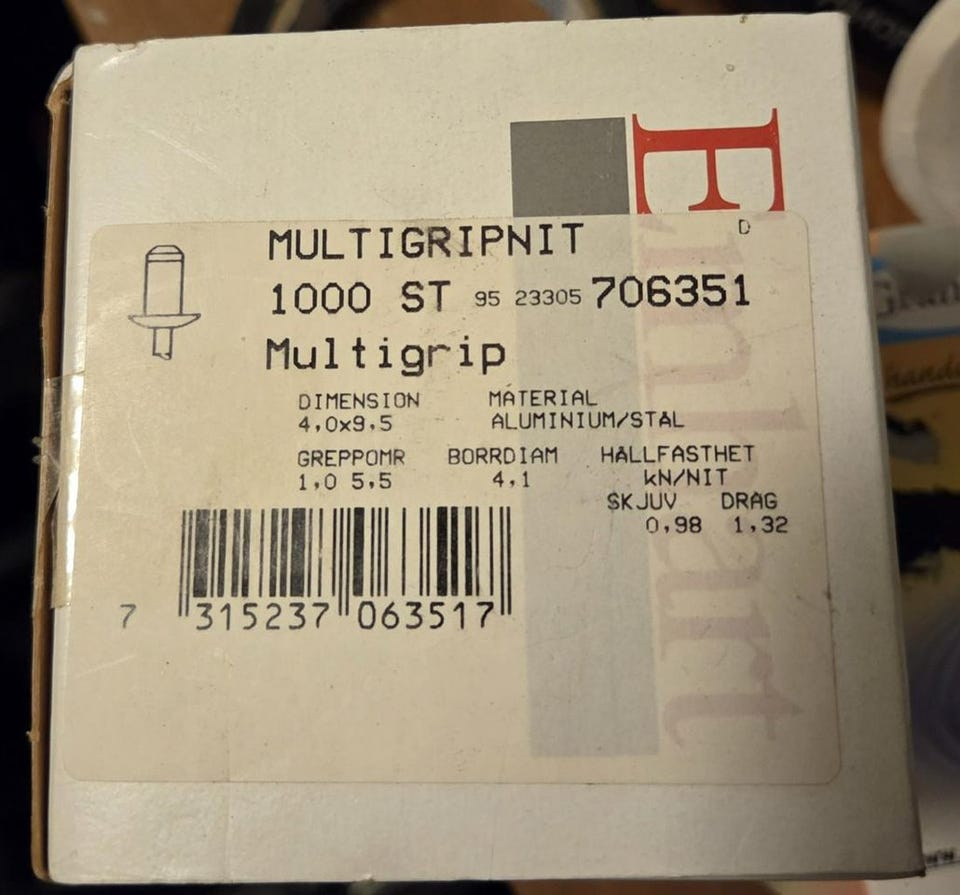 Emhart
D
MULTIGRIPNIT
1000 ST 95 23305 706351
Multigrip
DIMENSION MATERIAL
4,0x9,5 ALUMINIUM/STAL
GREPPOMR BORRDIAM HALLFASTHET
1,0 5,5 4,1 kN/NIT
SKJUV DRAG
0,98 1,32
7 315237 063517